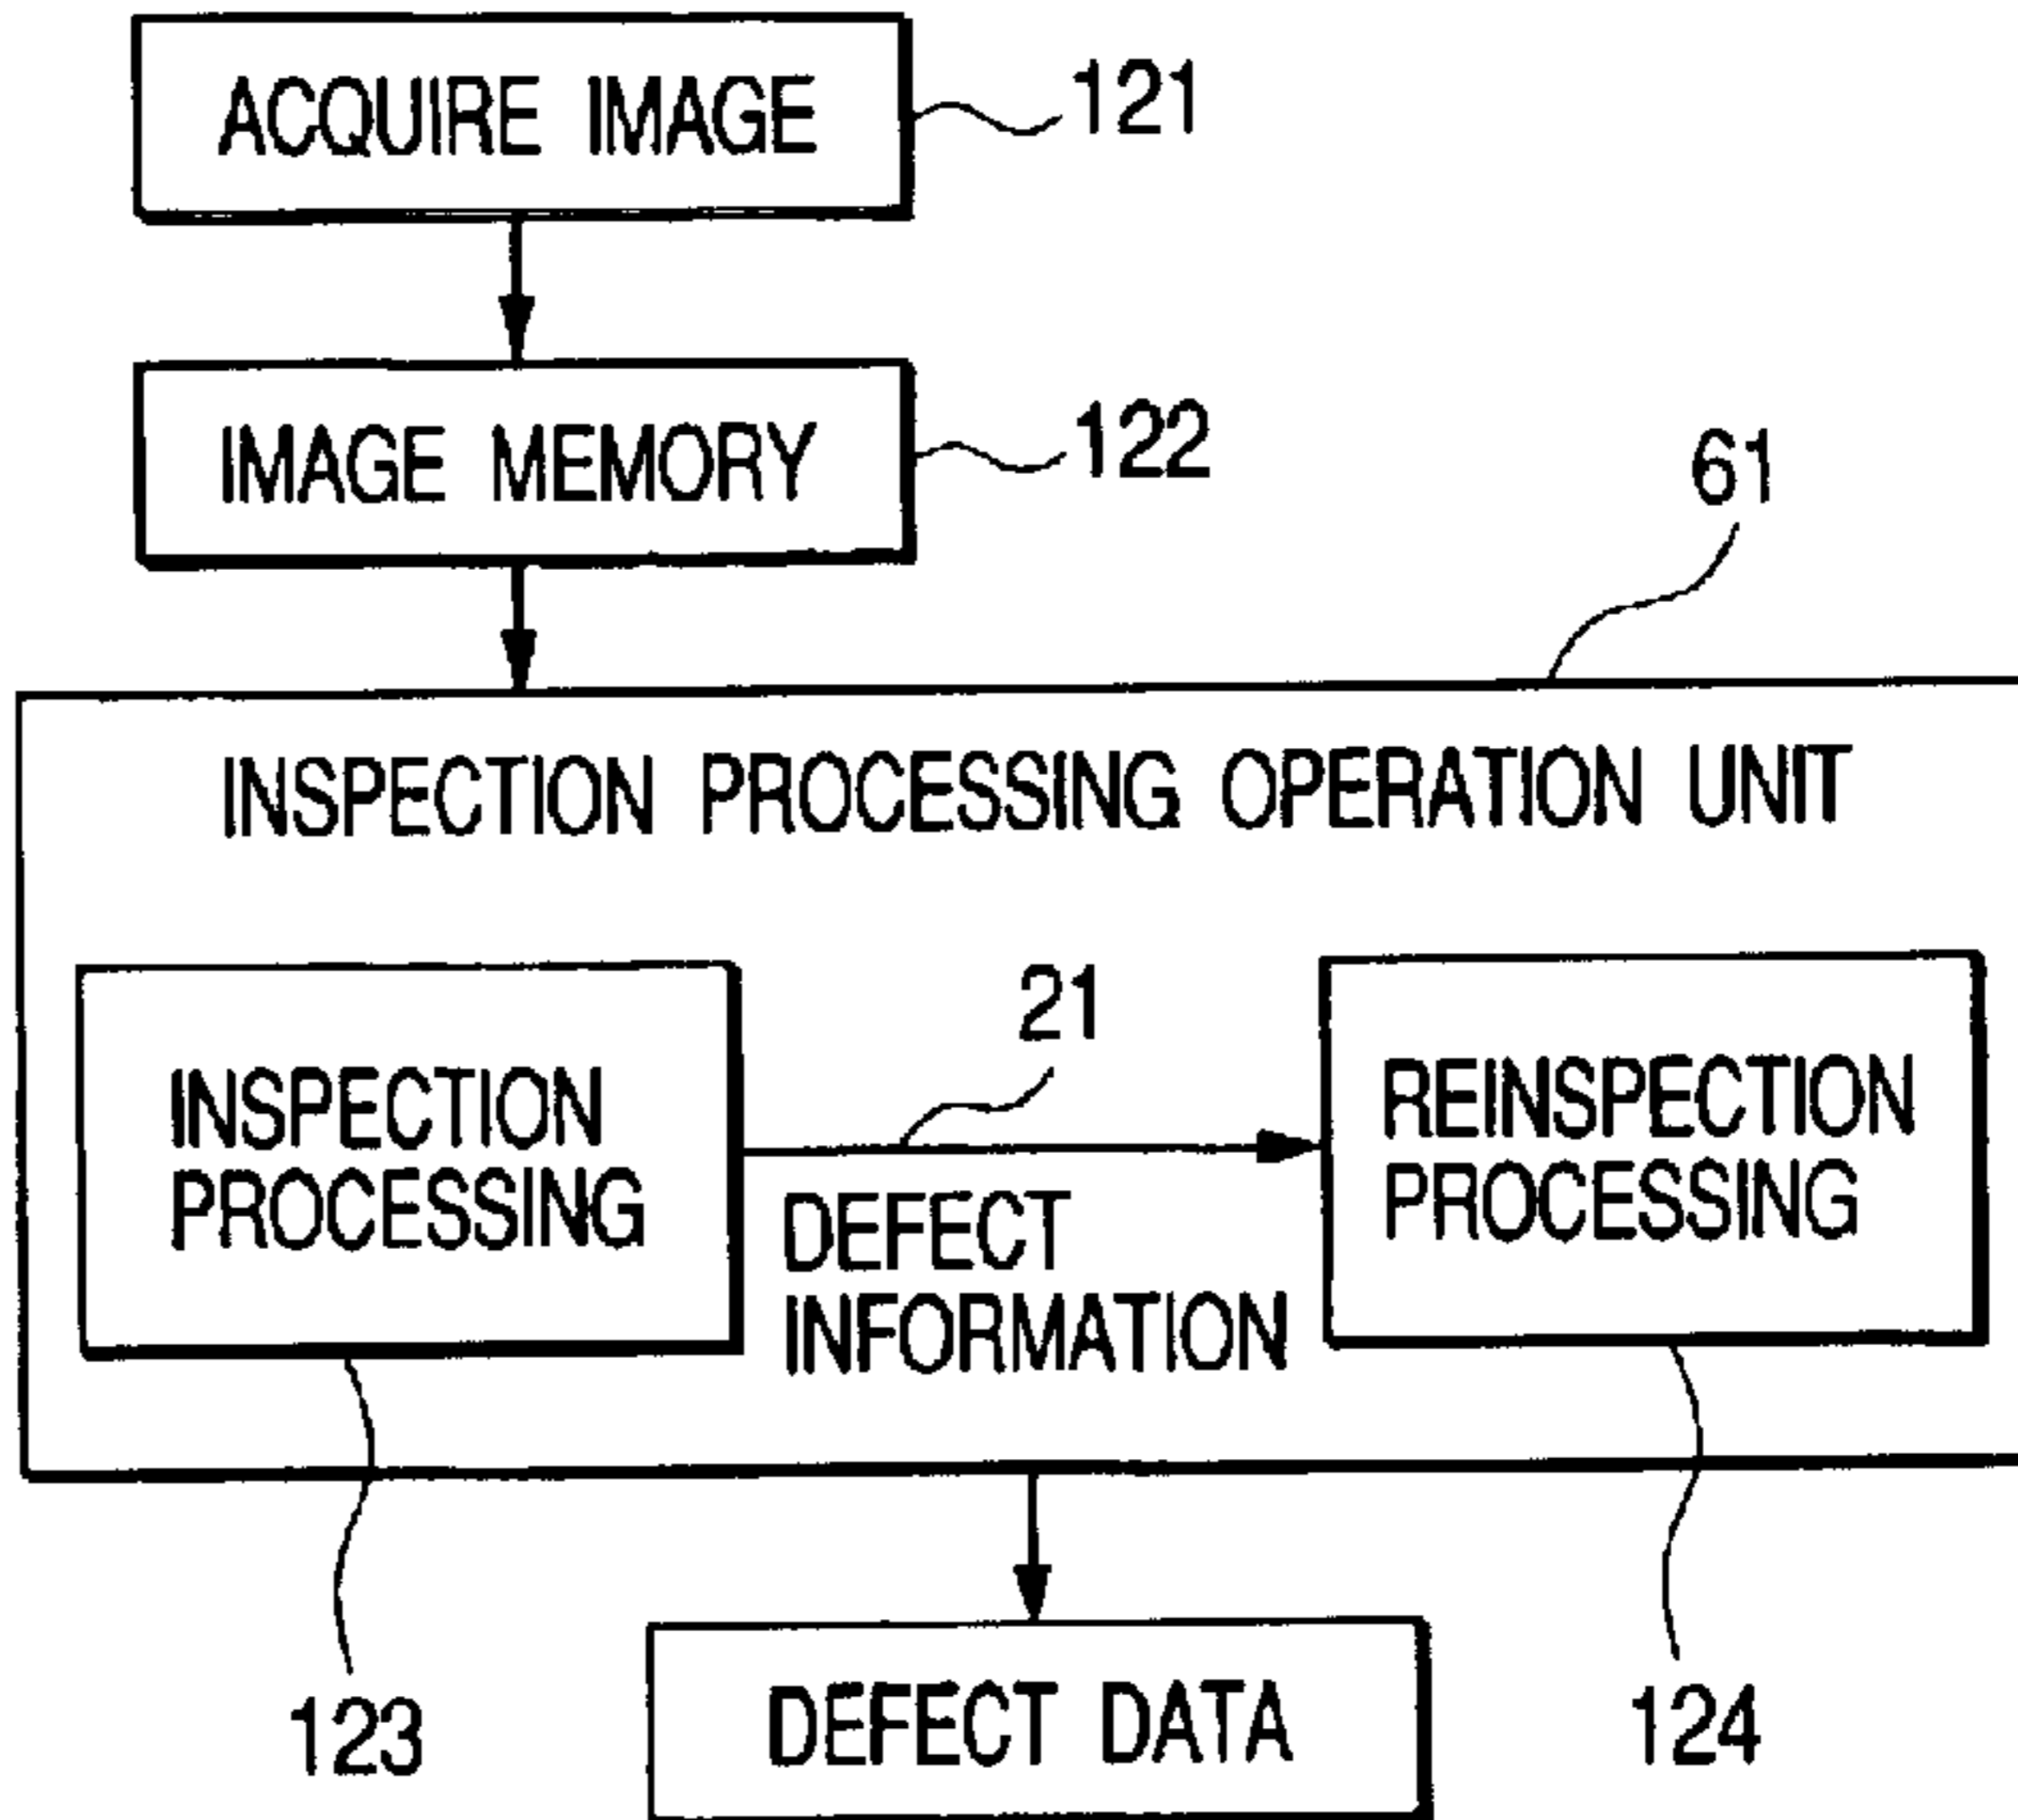 ACQUIRE IMAGE
121
IMAGE MEMORY
122
61
INSPECTION PROCESSING OPERATION UNIT
INSPECTION
PROCESSING
21
DEFECT
INFORMATION
REINSPECTION
PROCESSING
123
DEFECT DATA
124